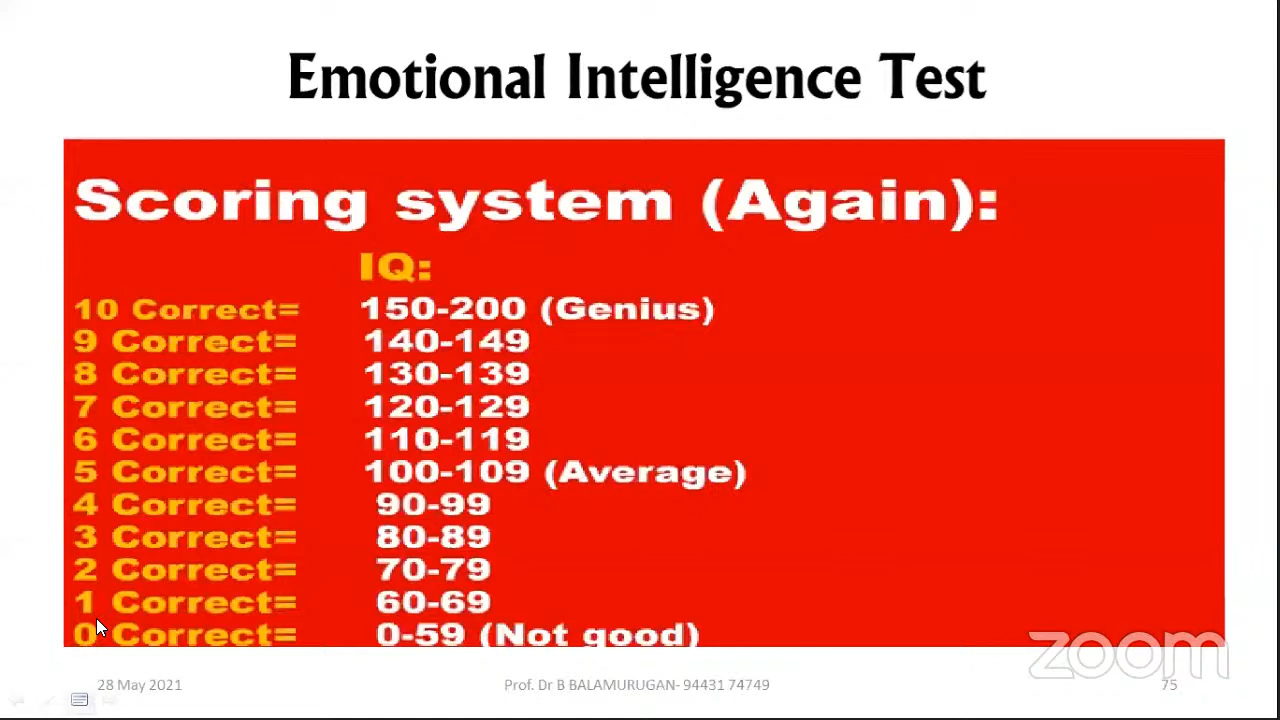 Emotional Intelligence Test
Scoring system (Again):
IQ:
10 Correct= 150-200 (Genius)
9 Correct= 140-149
8 Correct= 130-139
7 Correct= 120-129
6 Correct= 110-119
5 Correct= 100-109 (Average)
4 Correct= 90-99
3 Correct= 80-89
2 Correct= 70-79
1 Correct= 60-69
0 Correct= 0-59 (Not good)
zoom
28 May 2021 Prof. Dr B BALAMURUGAN- 94431 74749 75